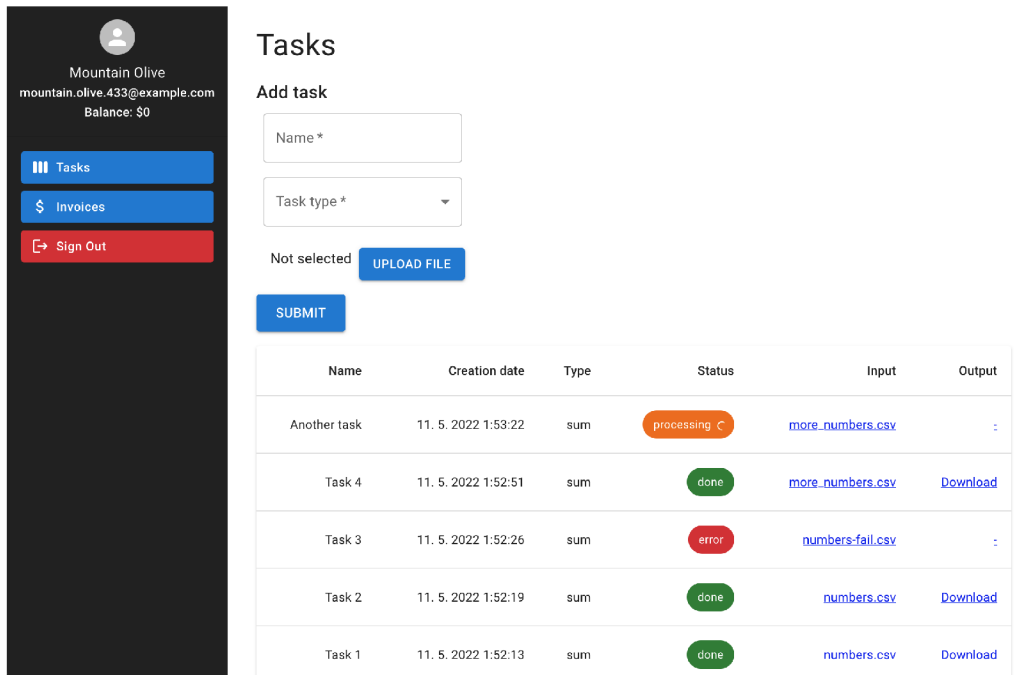 Mountain Olive
mountain.olive.433@example.com
Balance: $0
Tasks
Invoices
Sign Out
Tasks
Add task
Name *
Task type *
Not selected UPLOAD FILE
SUBMIT
Name Creation date Type Status Input Output
Another task 11. 5. 2022 1:53:22 sum processing more_numbers.csv -
Task 4 11. 5. 2022 1:52:51 sum done more_numbers.csv Download
Task 3 11. 5. 2022 1:52:26 sum error numbers-fail.csv -
Task 2 11. 5. 2022 1:52:19 sum done numbers.csv Download
Task 1 11. 5. 2022 1:52:13 sum done numbers.csv Download